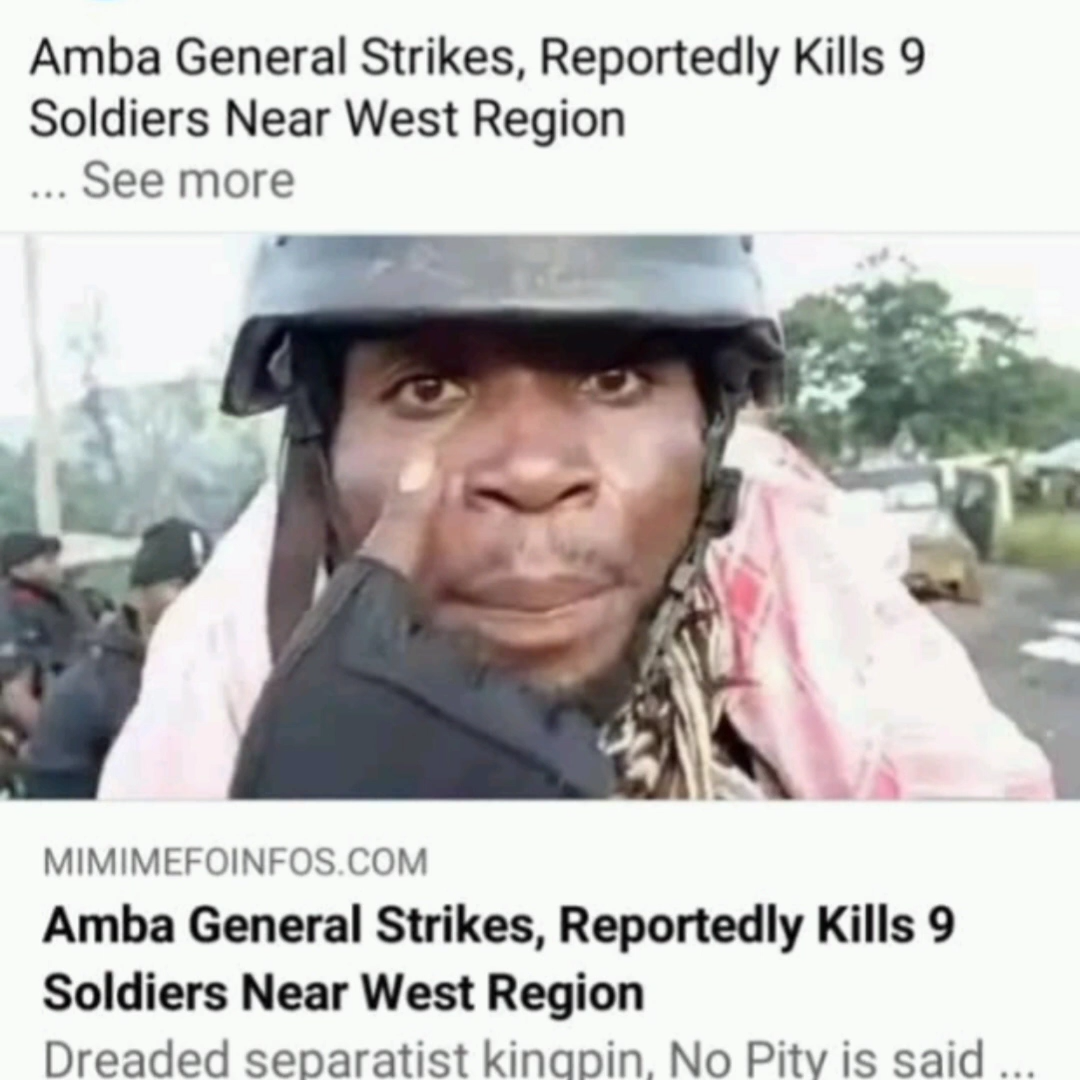 Amba General Strikes, Reportedly Kills 9
Soldiers Near West Region
... See more
MIMIMEFOINFOS.COM
Amba General Strikes, Reportedly Kills 9
Soldiers Near West Region
Dreaded separatist kingpin, No Pity is said ...